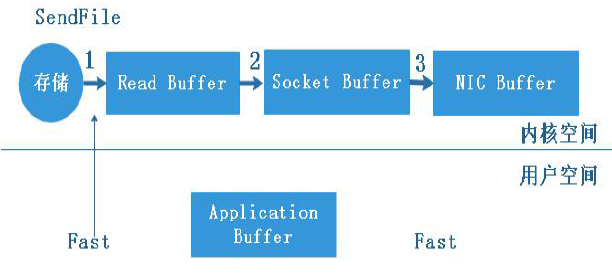 SendFile
1
2
3
存储
Read Buffer
Socket Buffer
NIC Buffer
内核空间
用户空间
Application
Buffer
Fast
Fast